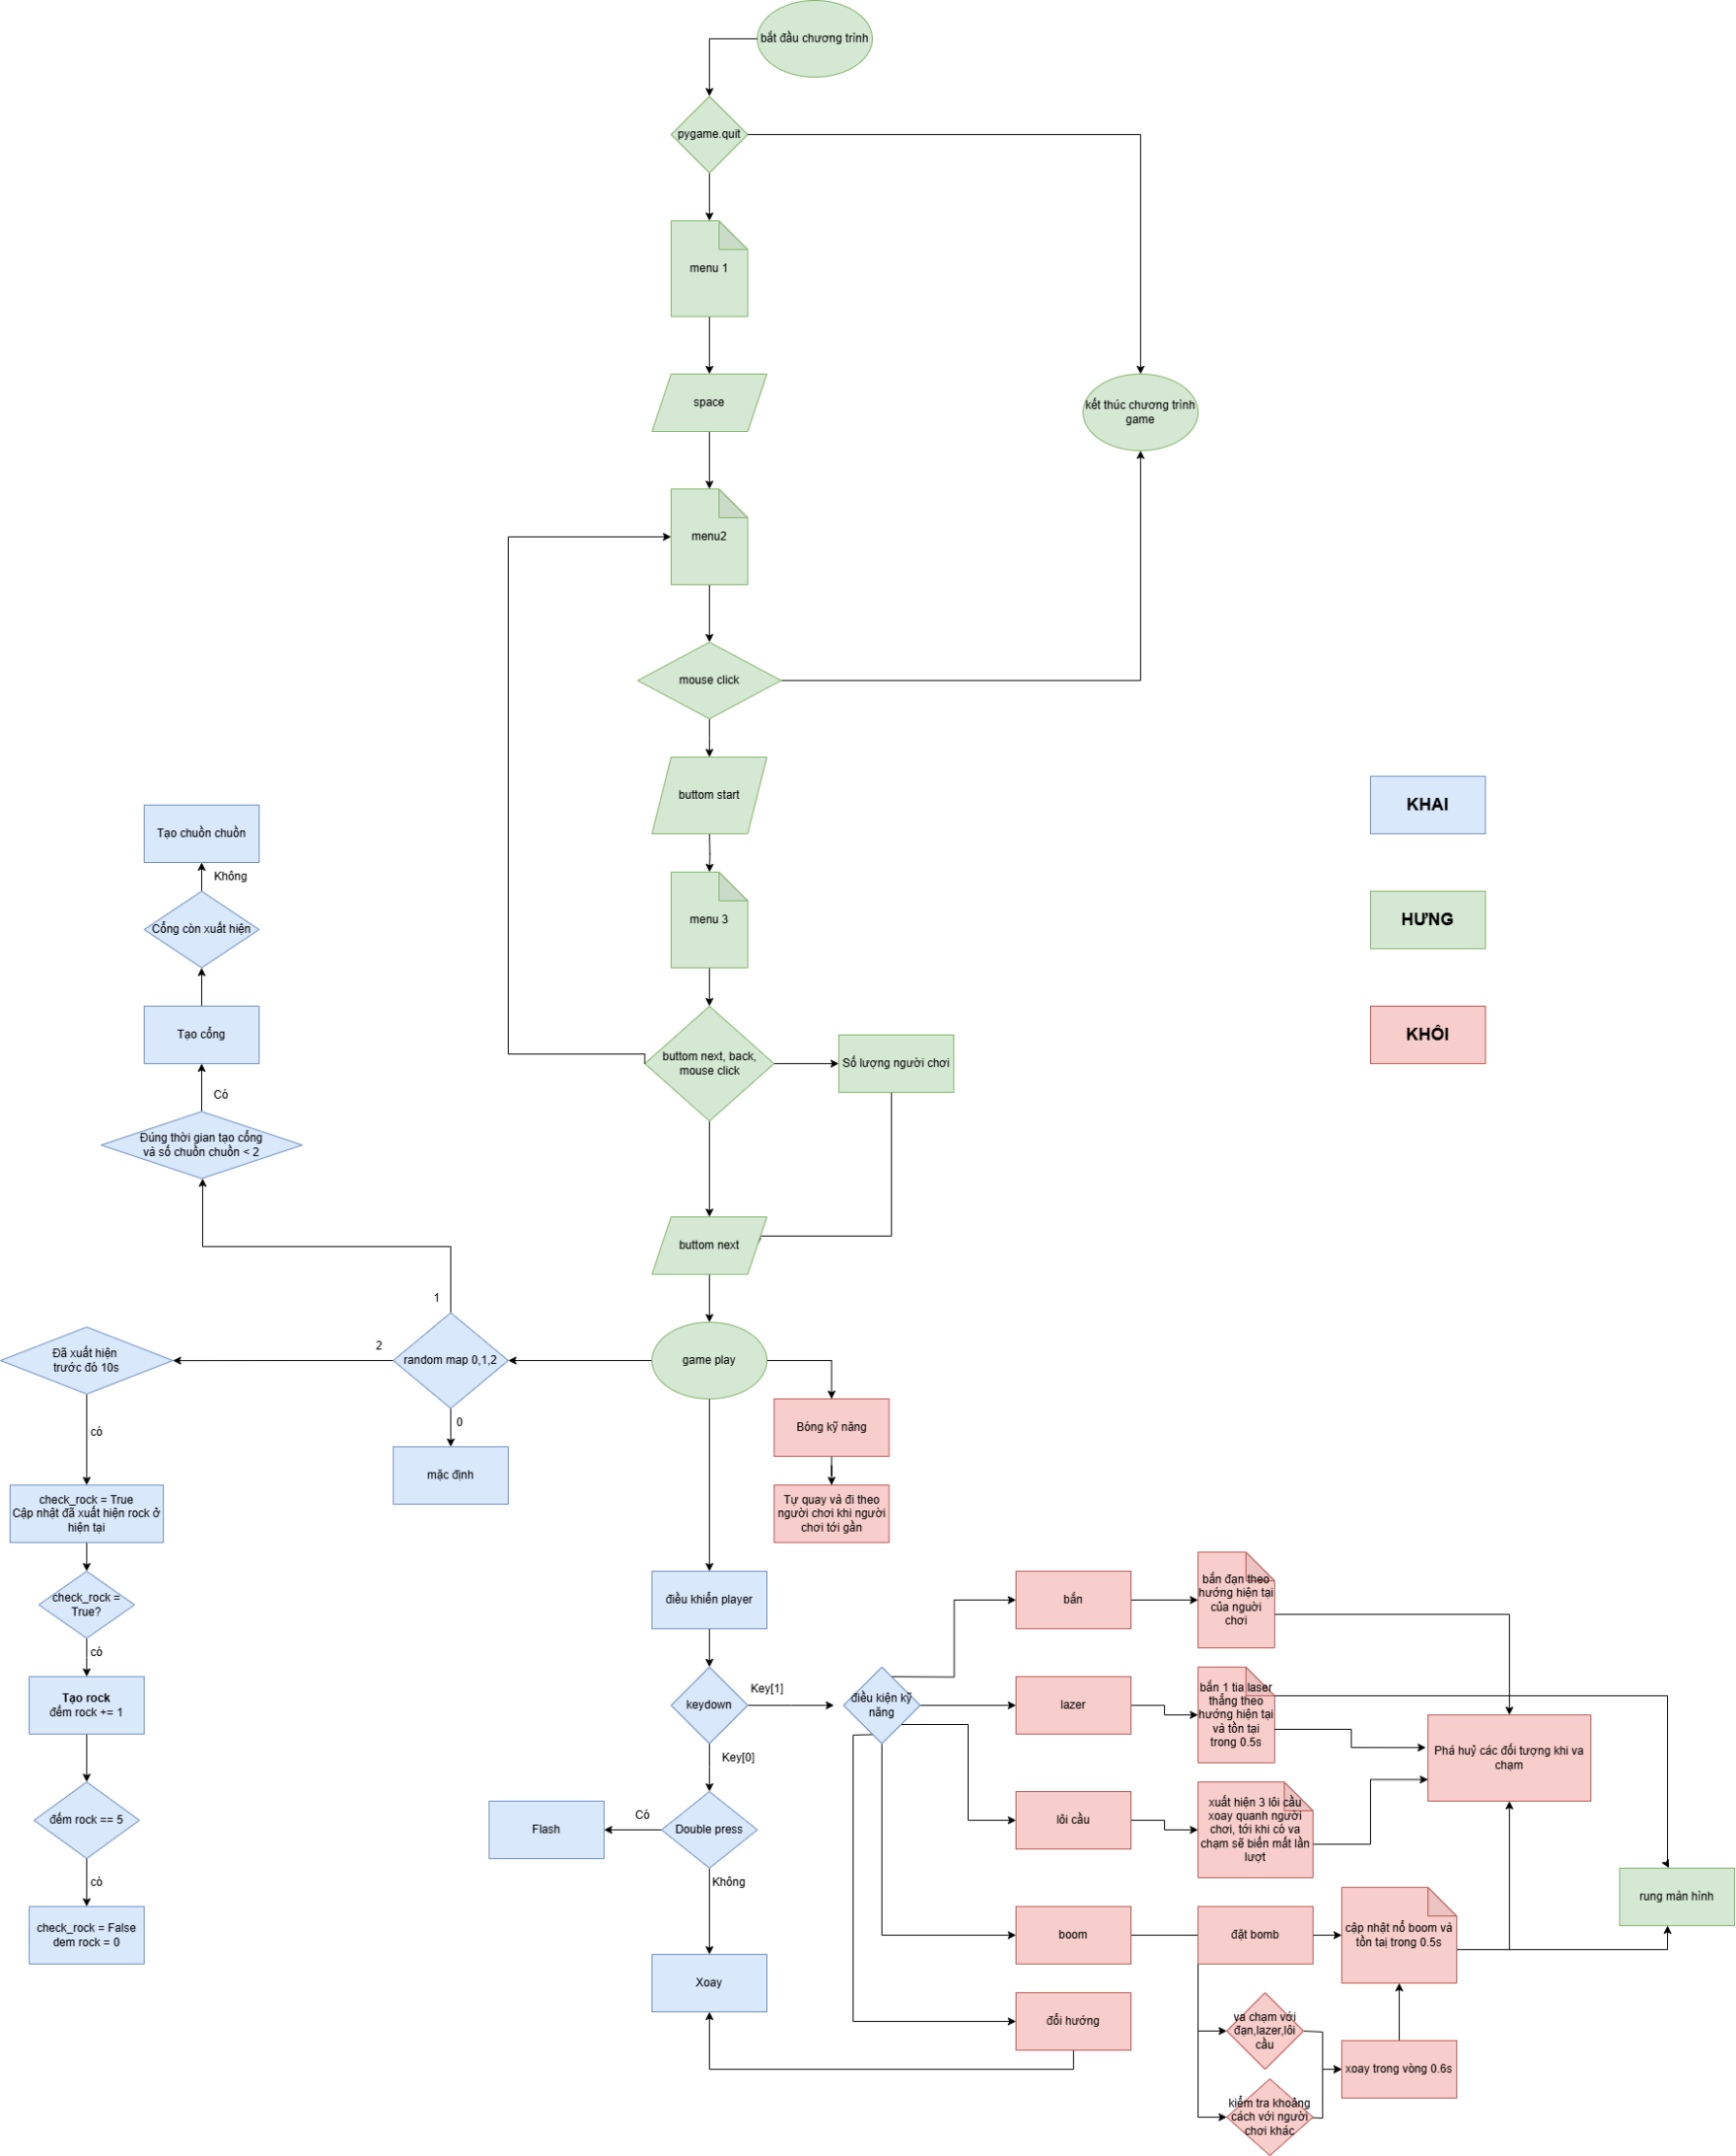 bắt đầu chương trình
pygame.quit
menu 1
space
kết thúc chương trình
game
menu2
mouse click
buttom start
KHAI
Tạo chuồn chuồn
Không
menu 3
HƯNG
Cổng còn xuất hiện
Tạo cổng
buttom next, back,
mouse click
Số lượng người chơi
KHÔI
Có
Đúng thời gian tạo cổng
và số chuồn chuồn < 2
buttom next
1
2
Đã xuất hiện
trước đó 10s
random map 0,1,2
game play
0
có
Bóng kỹ năng
mặc định
check_rock = True
Cập nhật đã xuất hiện rock ở
hiện tại
Tự quay và đi theo
người chơi khi người
chơi tới gần
check_rock =
True?
điều khiển player
bắn
bắn đạn theo
hướng hiện tại
của nguời
chơi
có
Key[1]
Tạo rock
đếm rock += 1
keydown
điều kiện kỹ
năng
lazer
bắn 1 tia laser
thẳng theo
hướng hiện tại
và tồn tại
trong 0.5s
Key[0]
Phá huỷ các đối tượng khi va
chạm
đếm rock == 5
Flash
Có
Double press
lôi cầu
xuất hiện 3 lôi cầu
xoay quanh người
chơi, tới khi có va
chạm sẽ biến mất lần
lượt
có
Không
rung màn hình
check_rock = False
dem rock = 0
boom
đặt bomb
cập nhật nổ boom và
tồn taị trong 0.5s
Xoay
đổi hướng
va chạm với
đạn,lazer,lôi
cầu
xoay trong vòng 0.6s
kiểm tra khoảng
cách với người
chơi khác